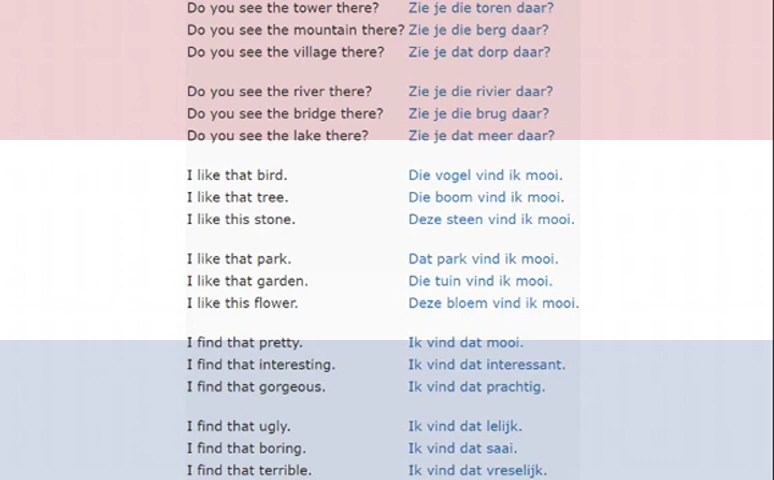 Do you see the tower there? Zie je die toren daar?
Do you see the mountain there? Zie je die berg daar?
Do you see the village there? Zie je dat dorp daar?
Do you see the river there? Zie je die rivier daar?
Do you see the bridge there? Zie je die brug daar?
Do you see the lake there? Zie je dat meer daar?
I like that bird. Die vogel vind ik mooi.
I like that tree. Die boom vind ik mooi.
I like this stone. Deze steen vind ik mooi.
I like that park. Dat park vind ik mooi.
I like that garden. Die tuin vind ik mooi.
I like this flower. Deze bloem vind ik mooi.
I find that pretty. Ik vind dat mooi.
I find that interesting. Ik vind dat interessant.
I find that gorgeous. Ik vind dat prachtig.
I find that ugly. Ik vind dat lelijk.
I find that boring. Ik vind dat saai.
I find that terrible. Ik vind dat vreselijk.